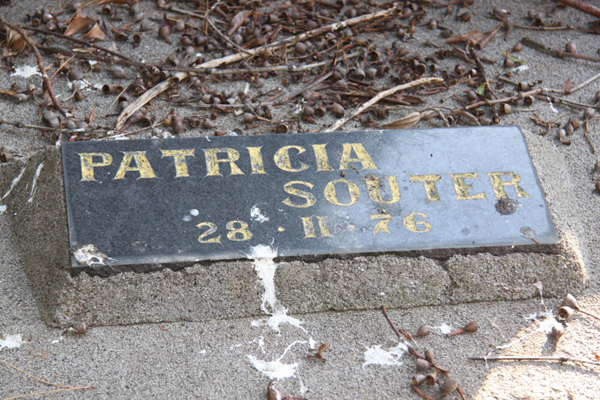 PATRICIA
SOUTER
28 · 11 · 76